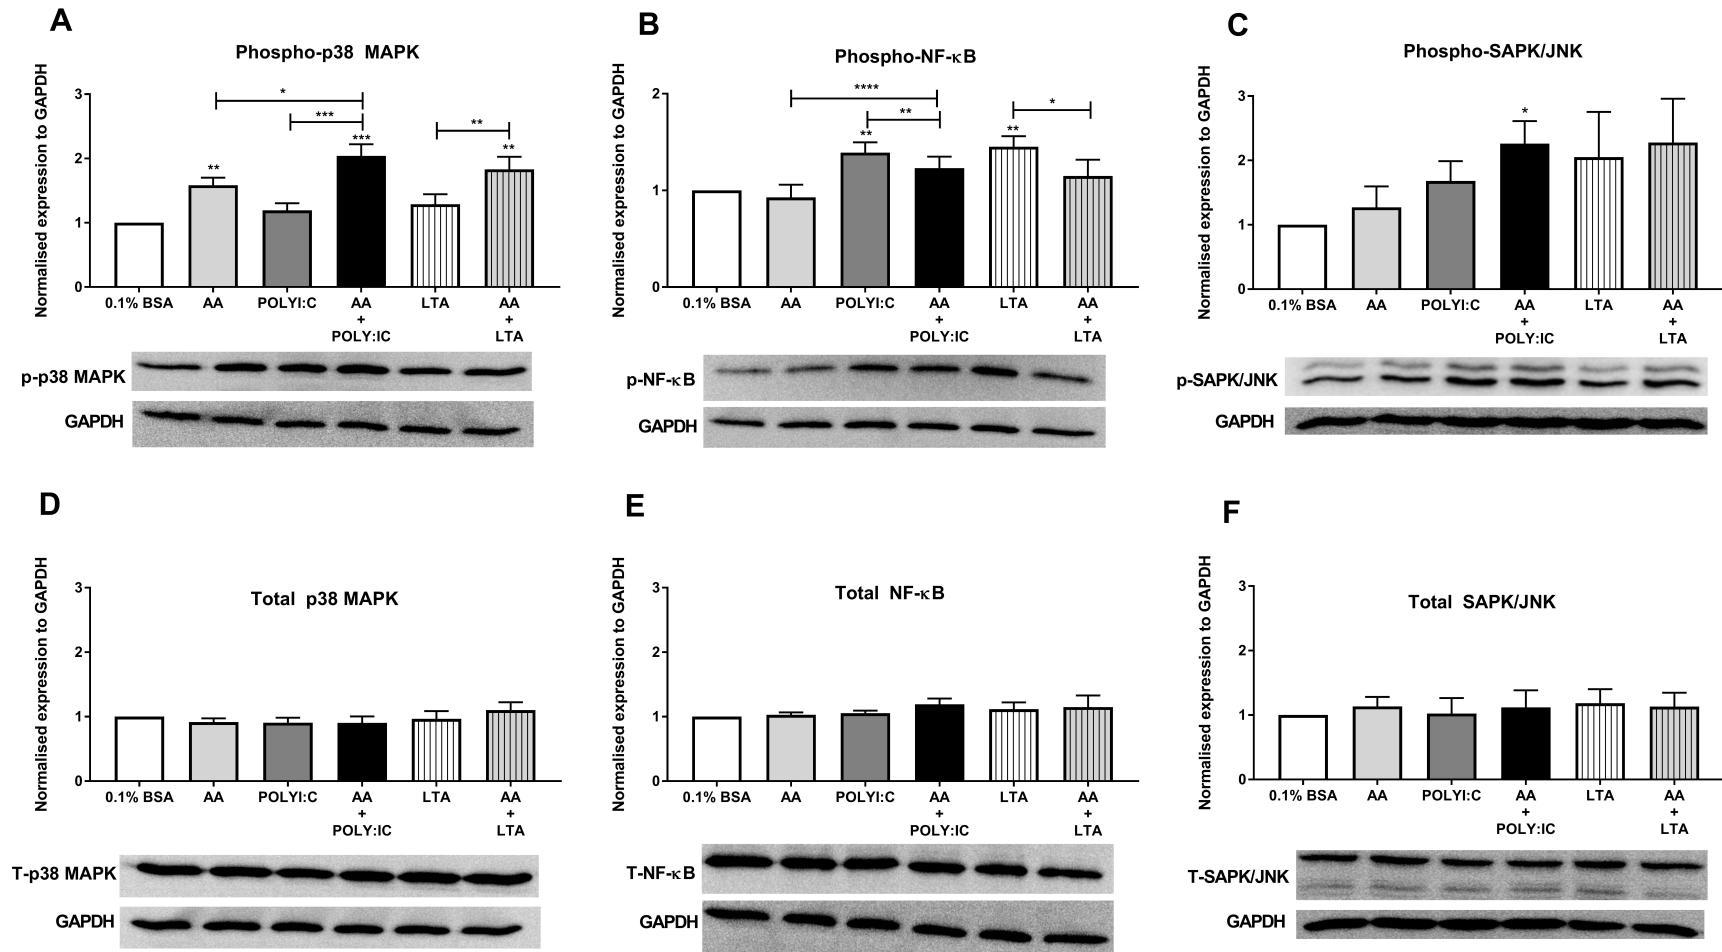 A
Phospho-p38 MAPK
Normalised expression to GAPDH
3
2
1
0
*
***
**
**
***
**
0.1% BSA
AA
POLYI:C
AA
+
POLY:IC
LTA
AA
+
LTA
p-p38 MAPK
GAPDH
B
Phospho-NF-κB
Normalised expression to GAPDH
2
1
0
****
**
*
**
**
0.1% BSA
AA
POLYI:C
AA
+
POLY:IC
LTA
AA
+
LTA
p-NF-κB
GAPDH
C
Phospho-SAPK/JNK
Normalised expression to GAPDH
3
2
1
0
*
0.1% BSA
AA
POLYI:C
AA
+
POLY:IC
LTA
AA
+
LTA
p-SAPK/JNK
GAPDH
D
Total p38 MAPK
Normalised expression to GAPDH
3
2
1
0
0.1% BSA
AA
POLYI:C
AA
+
POLY:IC
LTA
AA
+
LTA
T-p38 MAPK
GAPDH
E
Total NF-κB
Normalised expression to GAPDH
3
2
1
0
0.1% BSA
AA
POLYI:C
AA
+
POLY:IC
LTA
AA
+
LTA
T-NF-κB
GAPDH
F
Total SAPK/JNK
Normalised expression to GAPDH
3
2
1
0
0.1% BSA
AA
POLYI:C
AA
+
POLY:IC
LTA
AA
+
LTA
T-SAPK/JNK
GAPDH